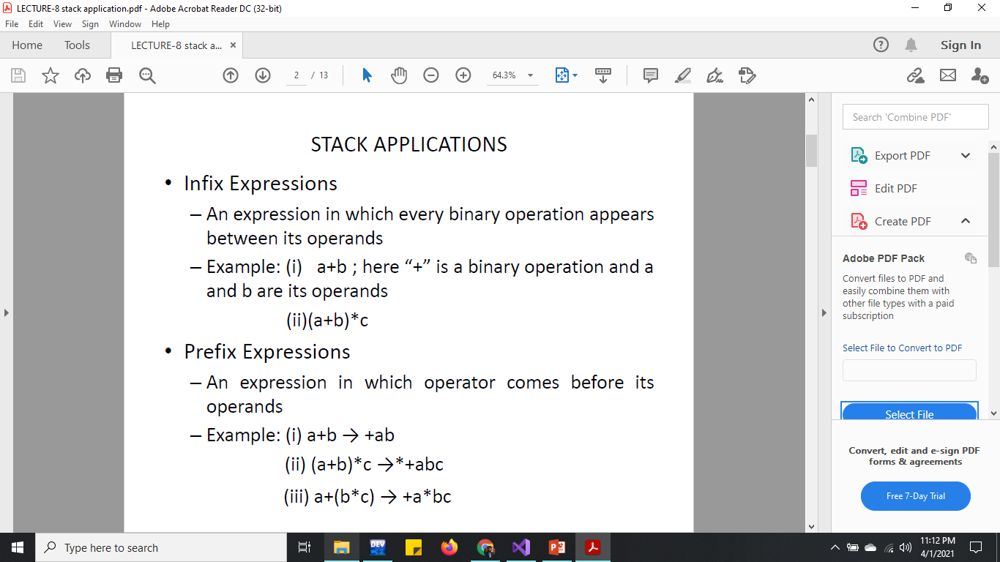 LECTURE-8 stack application.pdf - Adobe Acrobat Reader DC (32-bit)
File Edit View Sign Window Help
Home Tools LECTURE-8 stack a... × Sign In
2 / 13 64.3%
STACK APPLICATIONS
• Infix Expressions
– An expression in which every binary operation appears
between its operands
– Example: (i) a+b ; here “+” is a binary operation and a
and b are its operands
(ii)(a+b)*c
• Prefix Expressions
– An expression in which operator comes before its
operands
– Example: (i) a+b → +ab
(ii) (a+b)*c →*+abc
(iii) a+(b*c) → +a*bc
Search 'Combine PDF'
Export PDF
Edit PDF
Create PDF
Adobe PDF Pack
Convert files to PDF and
easily combine them with
other file types with a paid
subscription
Select File to Convert to PDF
Select File
Convert, edit and e-sign PDF
forms & agreements
Free 7-Day Trial
Type here to search
DEV
11:12 PM
4/1/2021